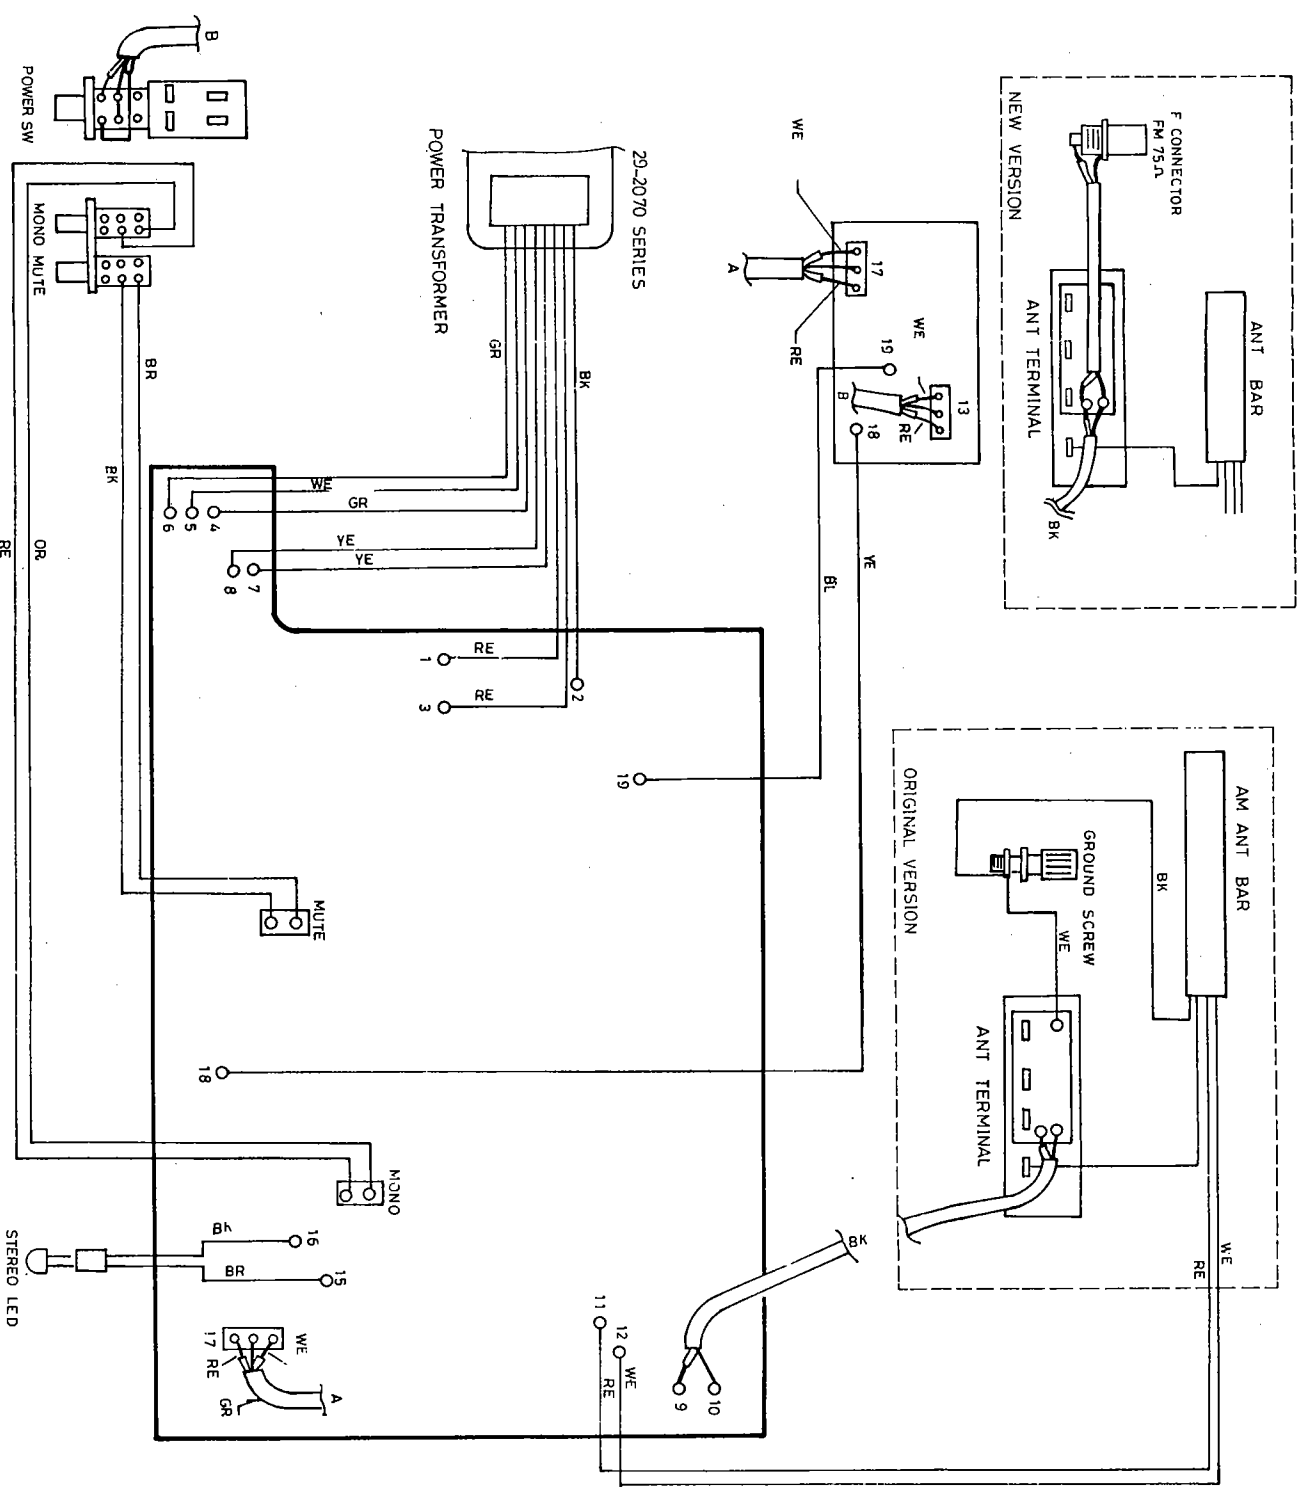 B
POWER SW
MONO MUTE
29-2070 SERIES
POWER TRANSFORMER
GR
BK
WE
A
17
RE
WE
19
B
13
RE
18
NEW VERSION
F CONNECTOR
FM 75Ω
ANT TERMINAL
ANT BAR
BK
BR
BK
OR
RE
WE
GR
6
5
4
YE
YE
8
7
RE
1
RE
3
2
BL
YE
19
MUTE
18
MONO
ORIGINAL VERSION
AM ANT BAR
GROUND SCREW
BK
WE
ANT TERMINAL
WE
RE
STEREO LED
16
BR
15
17
RE
WE
GR
A
BK
11
12
WE
RE
9
10